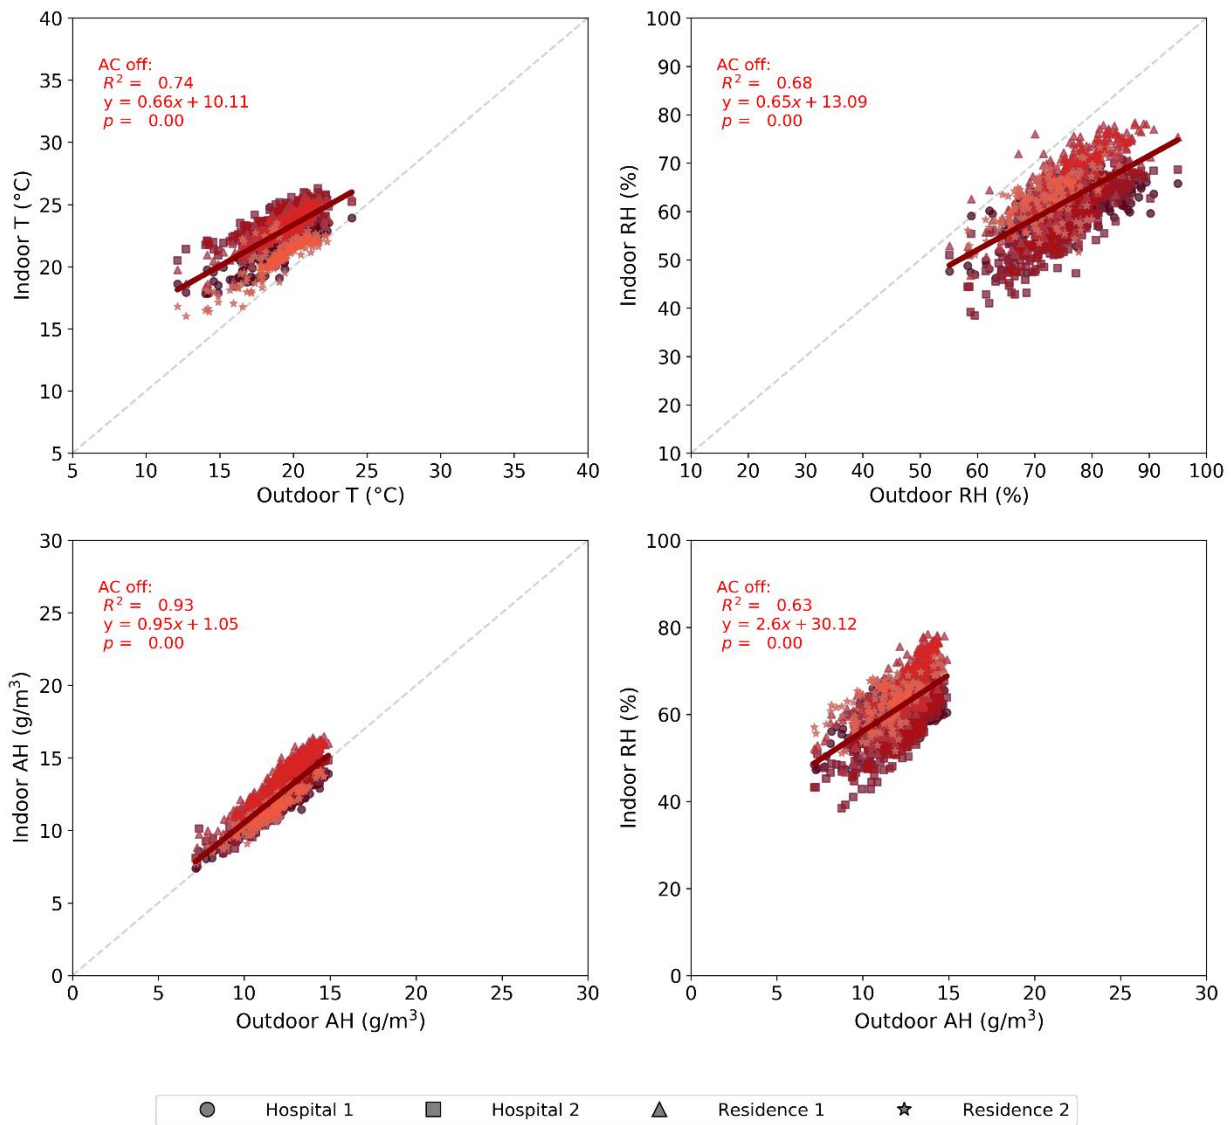 40
35
30
25
20
15
10
5
Indoor T (°C)
AC off:
R² = 0.74
y = 0.66x + 10.11
p = 0.00
5 10 15 20 25 30 35 40
Outdoor T (°C)
100
90
80
70
60
50
40
30
20
10
Indoor RH (%)
AC off:
R² = 0.68
y = 0.65x + 13.09
p = 0.00
10 20 30 40 50 60 70 80 90 100
Outdoor RH (%)
30
25
20
15
10
5
0
Indoor AH (g/m³)
AC off:
R² = 0.93
y = 0.95x + 1.05
p = 0.00
0 5 10 15 20 25 30
Outdoor AH (g/m³)
100
80
60
40
20
0
Indoor RH (%)
AC off:
R² = 0.63
y = 2.6x + 30.12
p = 0.00
0 5 10 15 20 25 30
Outdoor AH (g/m³)
Hospital 1 Hospital 2 Residence 1 Residence 2